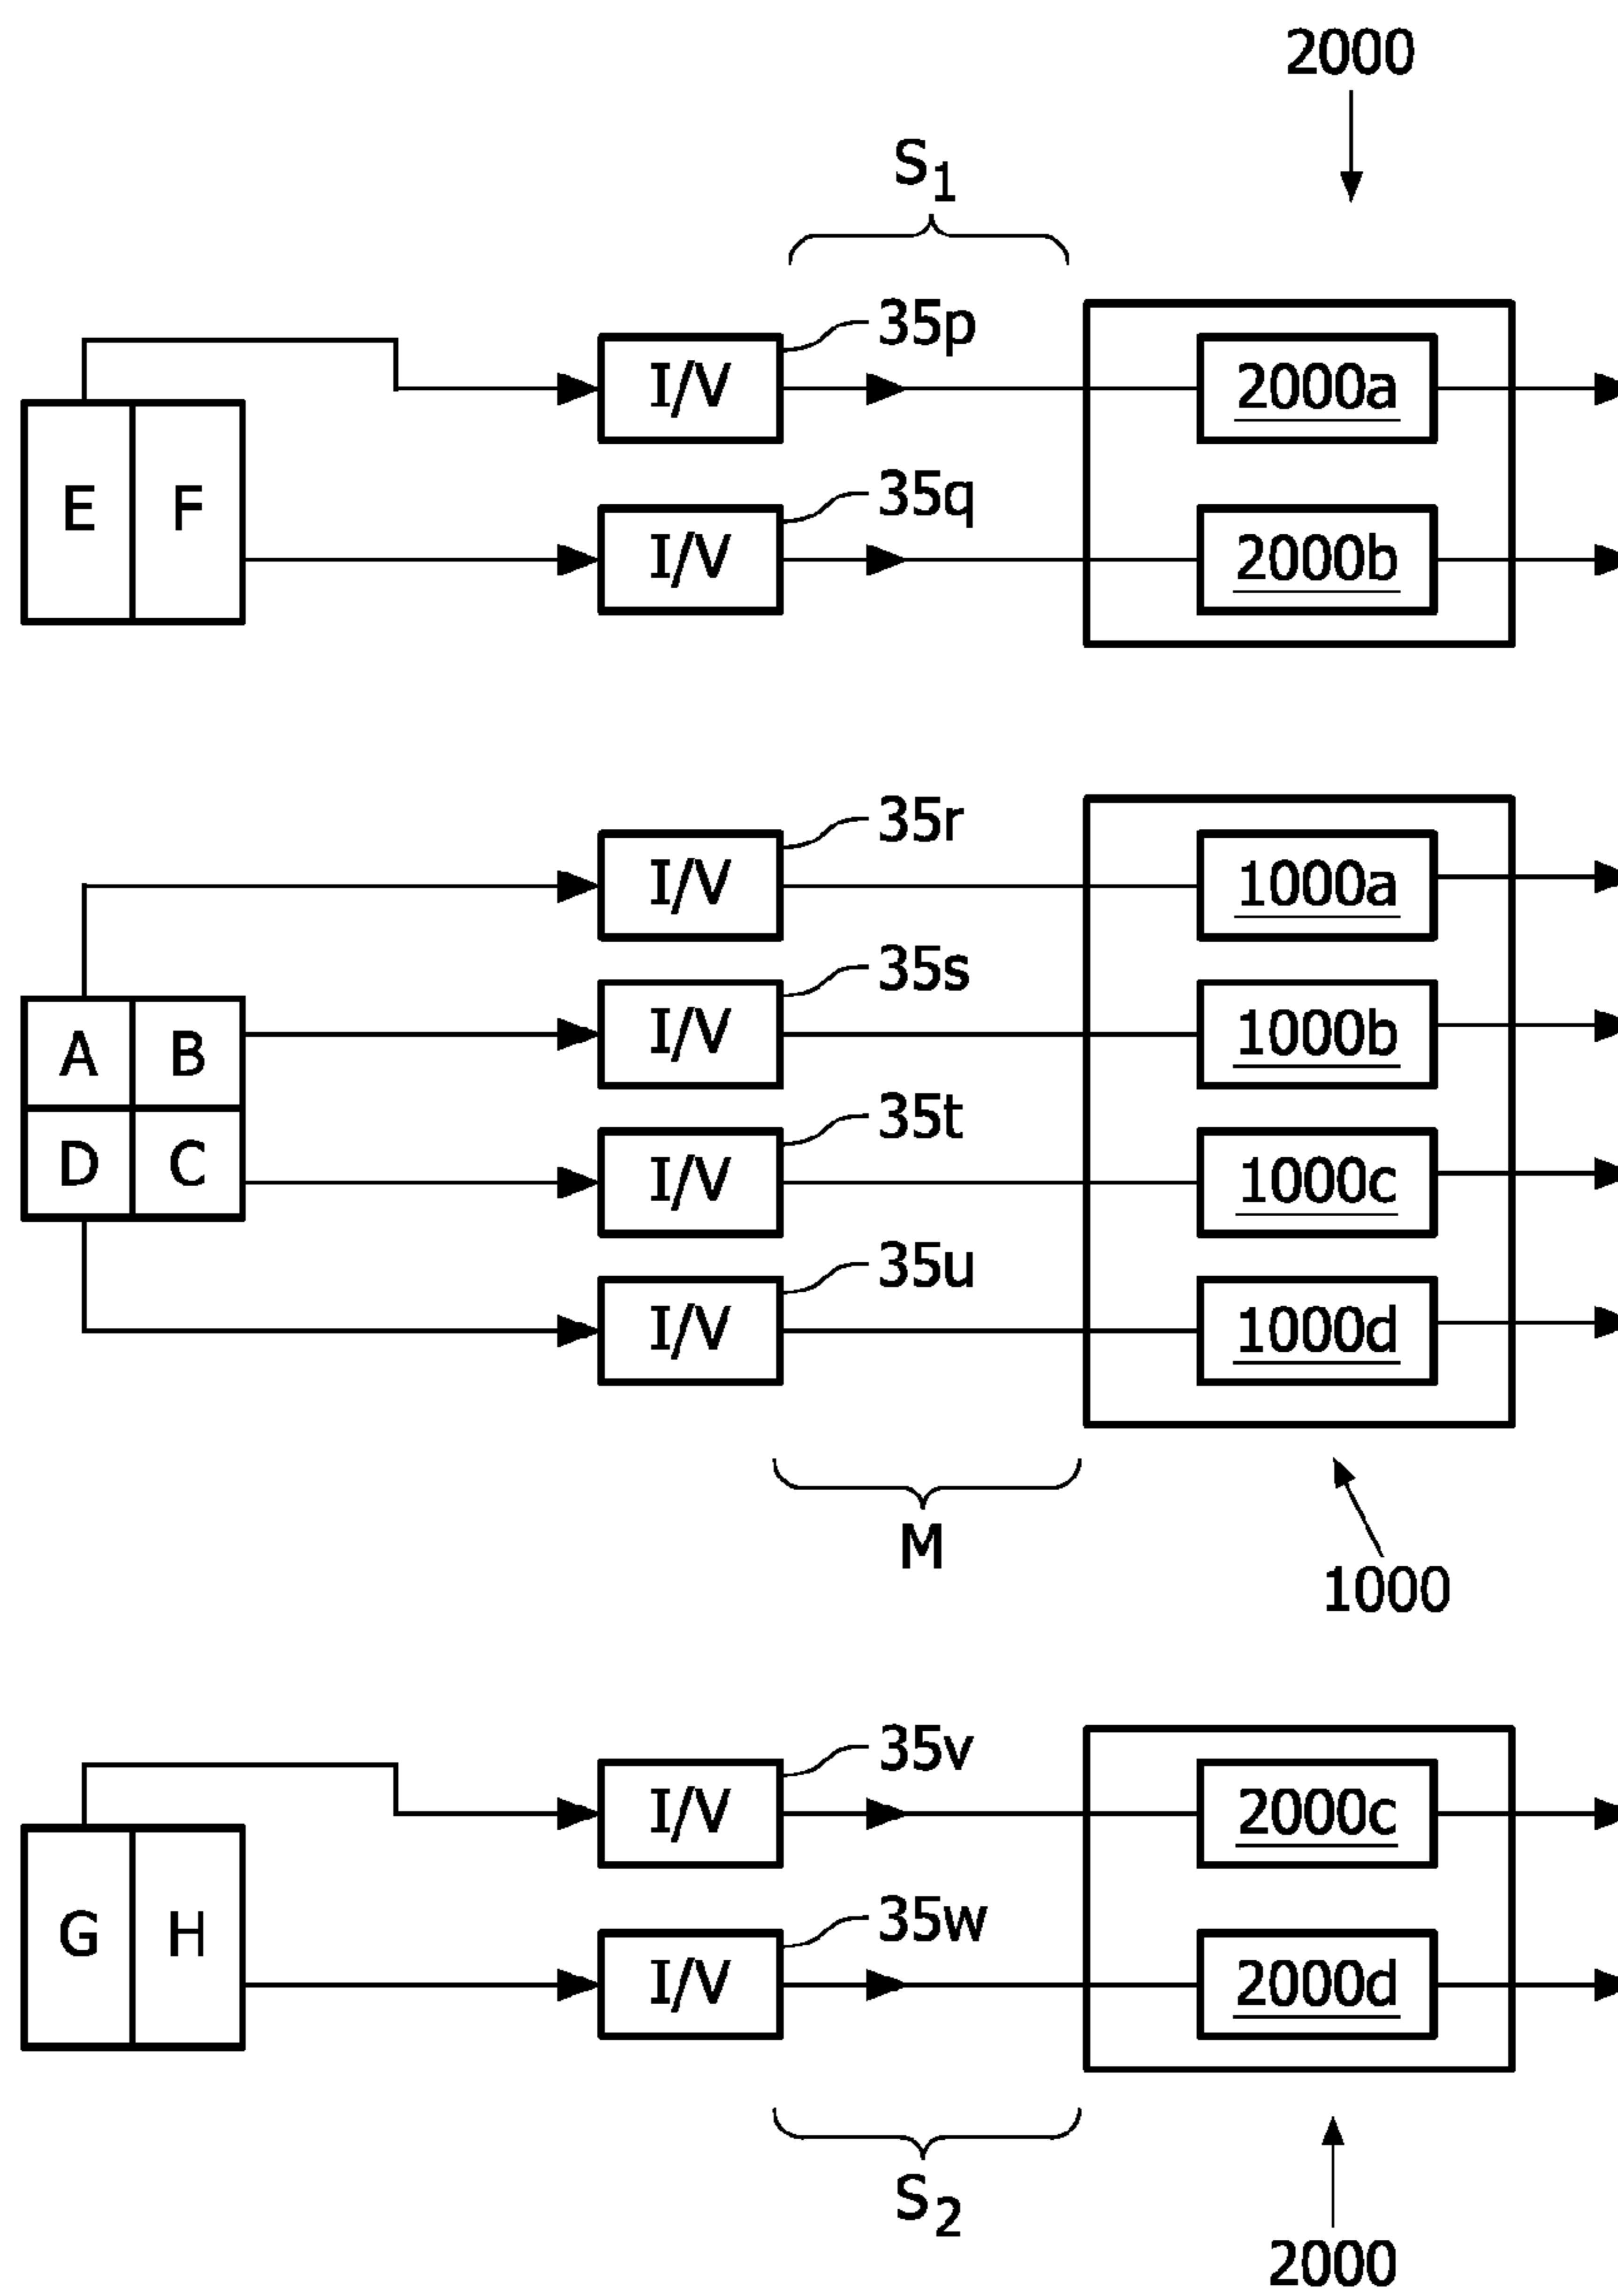 2000
S1
35p
I/V
2000a
E F
35q
I/V
2000b
35r
I/V
1000a
35s
A B
I/V
1000b
35t
D C
I/V
1000c
35u
I/V
1000d
M
1000
35v
I/V
2000c
G H
35w
I/V
2000d
S2
2000